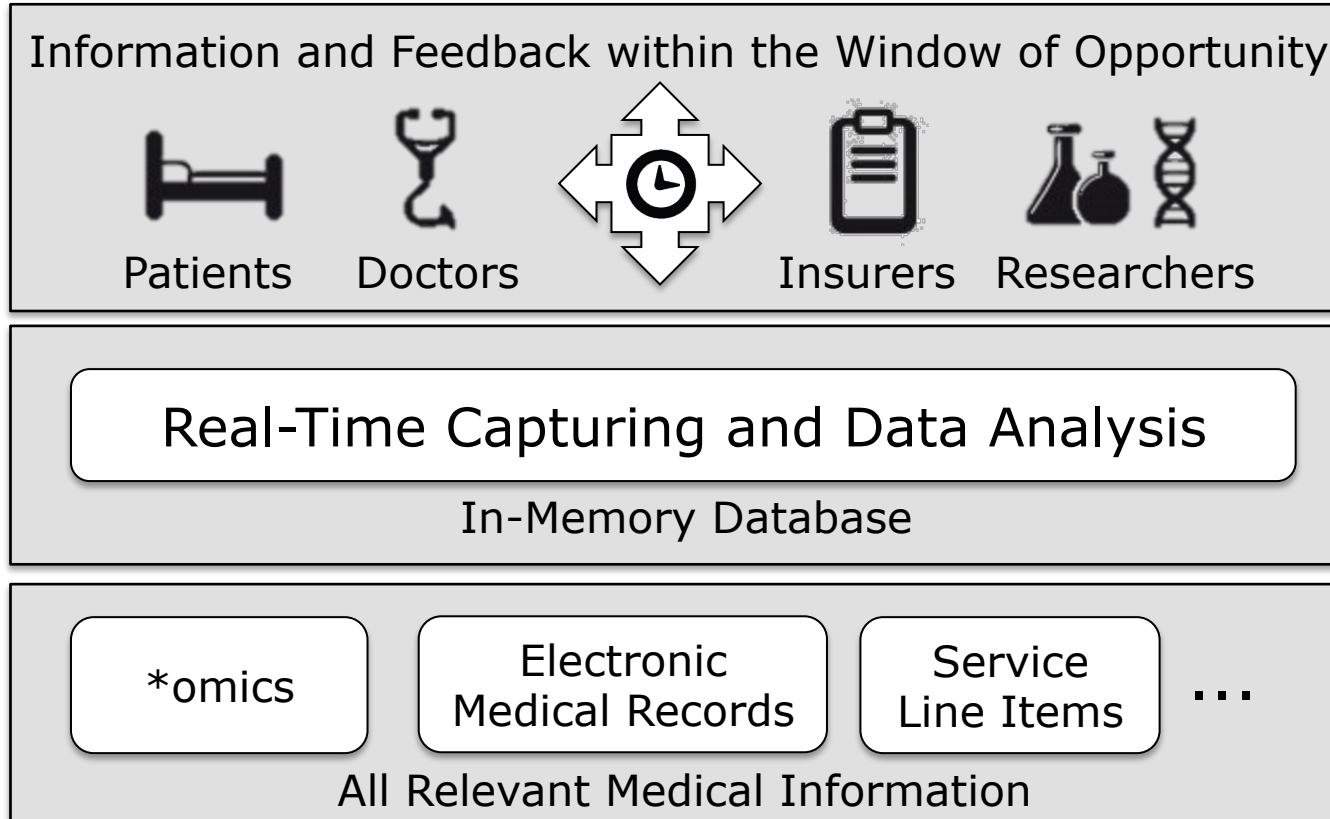 Information and Feedback within the Window of Opportunity
Patients Doctors Insurers Researchers
Real-Time Capturing and Data Analysis
In-Memory Database
*omics
Electronic
Medical Records
Service
Line Items
...
All Relevant Medical Information